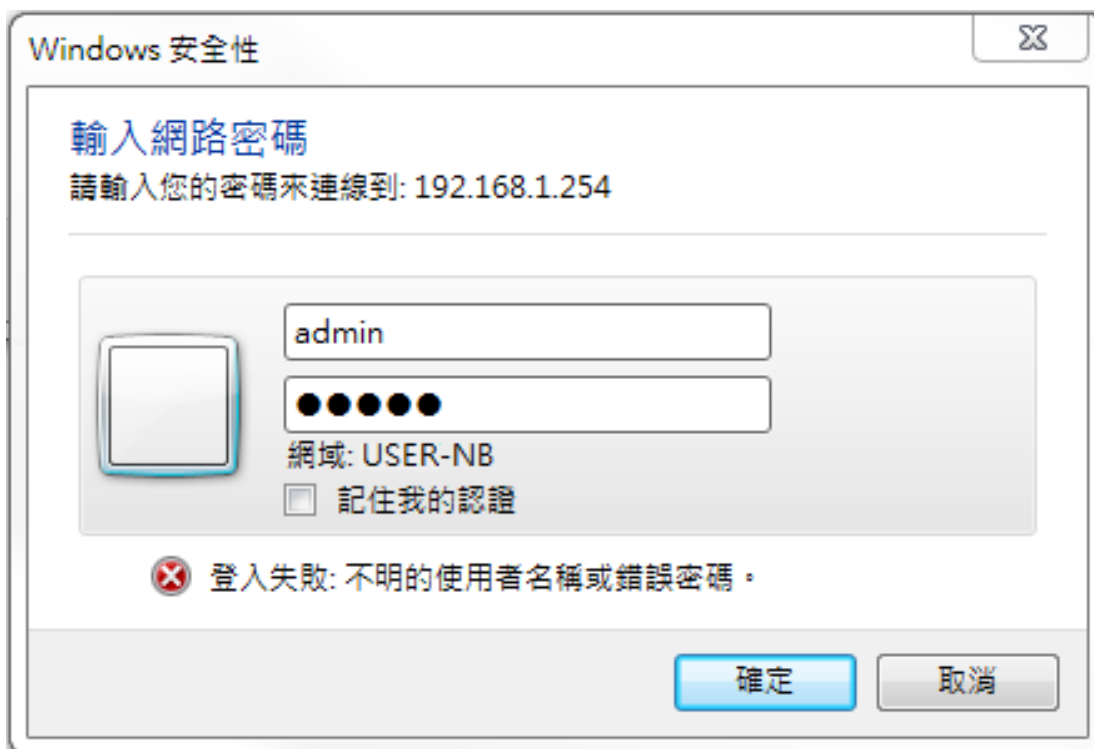 Windows 安全性
輸入網路密碼
請輸入您的密碼來連線到: 192.168.1.254
admin
●●●●●
網域: USER-NB
記住我的認證
登入失敗: 不明的使用者名稱或錯誤密碼。
確定 取消